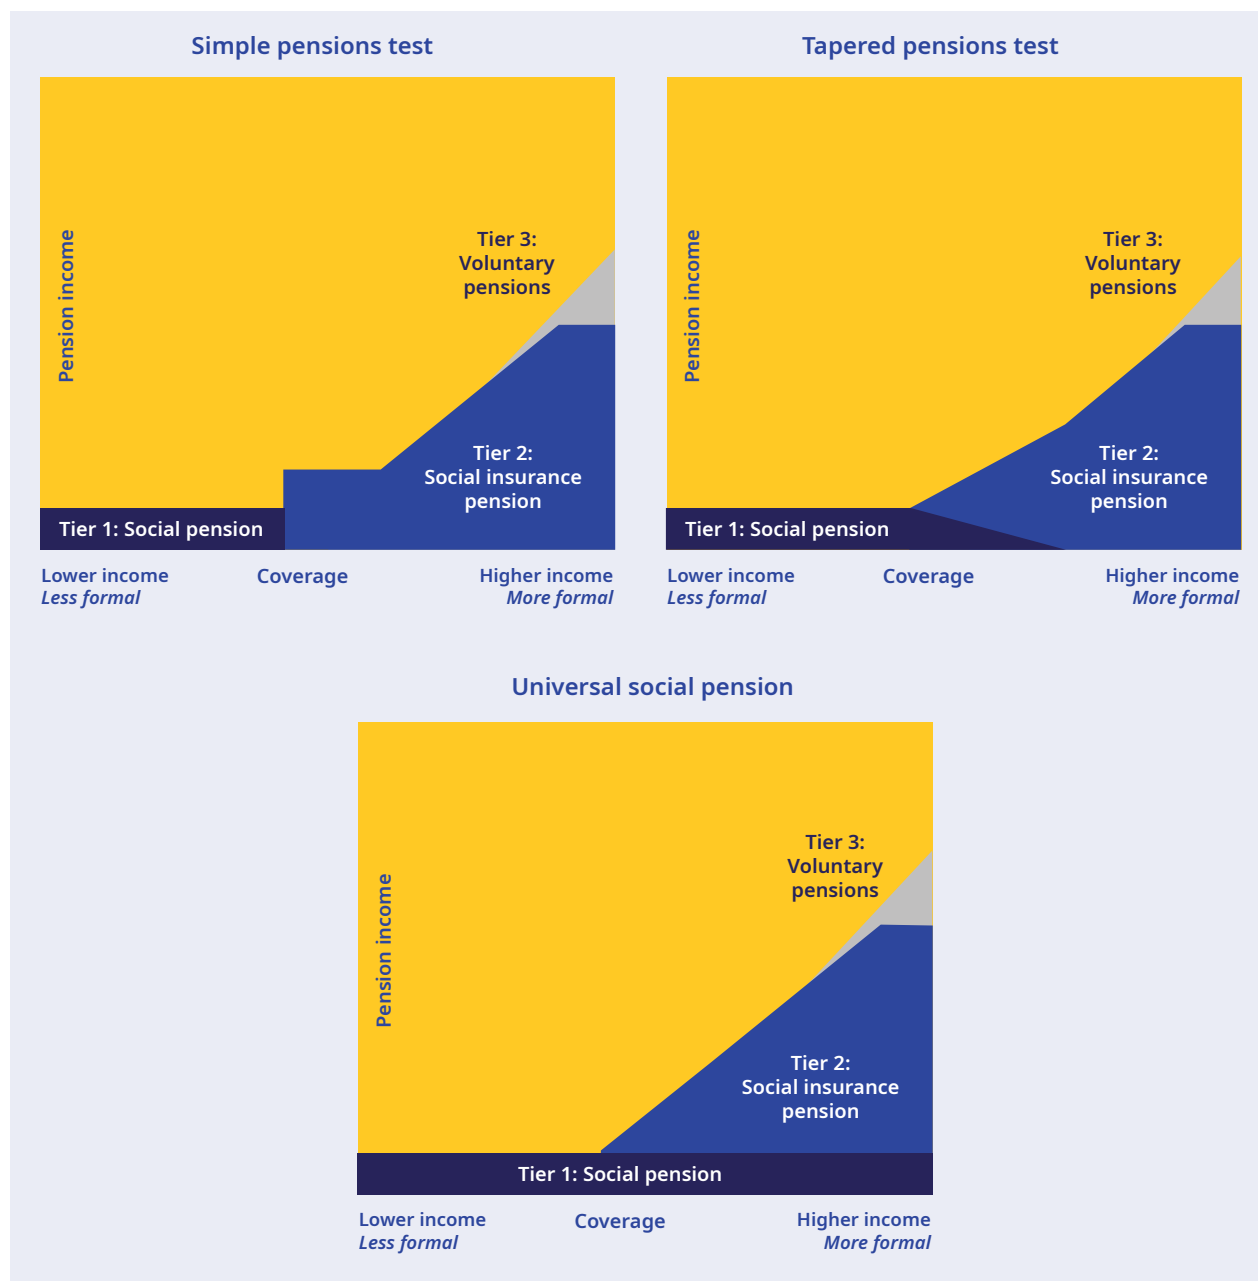 Simple pensions test
Pension income
Tier 3:
Voluntary
pensions
Tier 2:
Social insurance
pension
Tier 1: Social pension
Lower income
Less formal
Coverage
Higher income
More formal
Tapered pensions test
Pension income
Tier 3:
Voluntary
pensions
Tier 2:
Social insurance
pension
Tier 1: Social pension
Lower income
Less formal
Coverage
Higher income
More formal
Universal social pension
Pension income
Tier 3:
Voluntary
pensions
Tier 2:
Social insurance
pension
Tier 1: Social pension
Lower income
Less formal
Coverage
Higher income
More formal